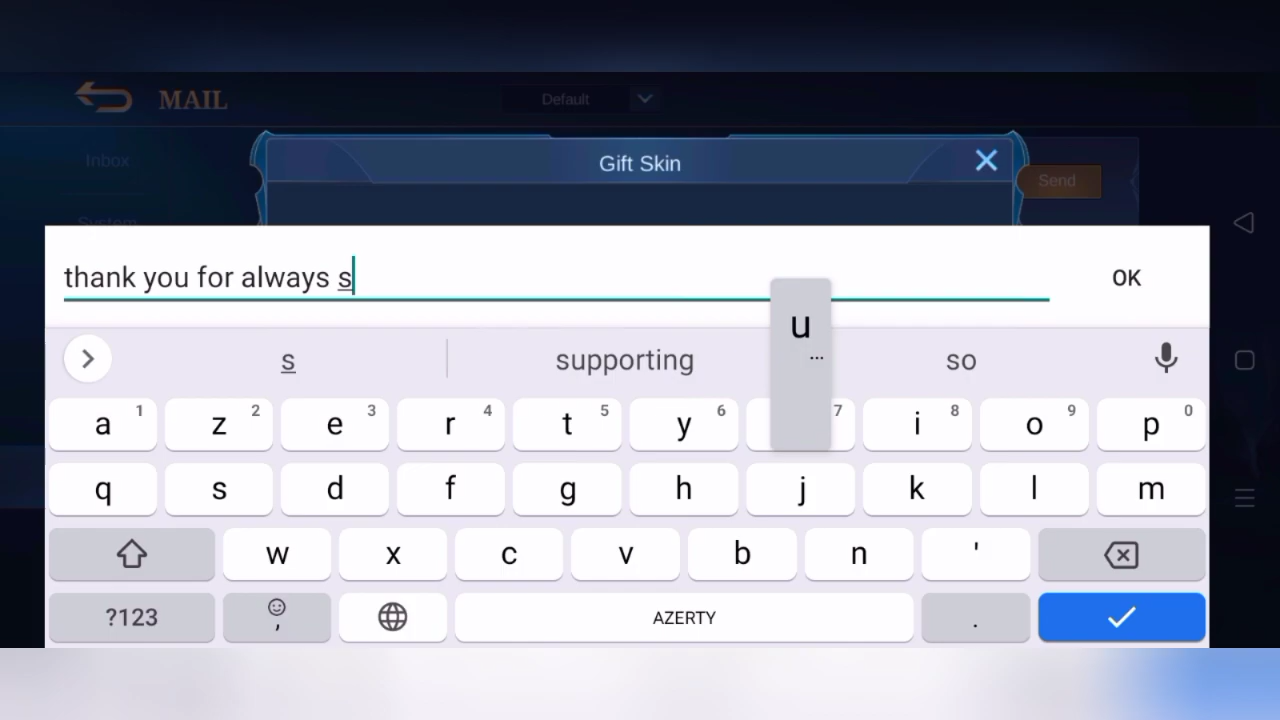 MAIL
Default
Inbox
Gift Skin
Send
System
thank you for always s
OK
u
...
s supporting so
a 1 z 2 e 3 r 4 t 5 y 6 7 i 8 o 9 p 0
q s d f g h j k l m
w x c v b n '
?123 , AZERTY .